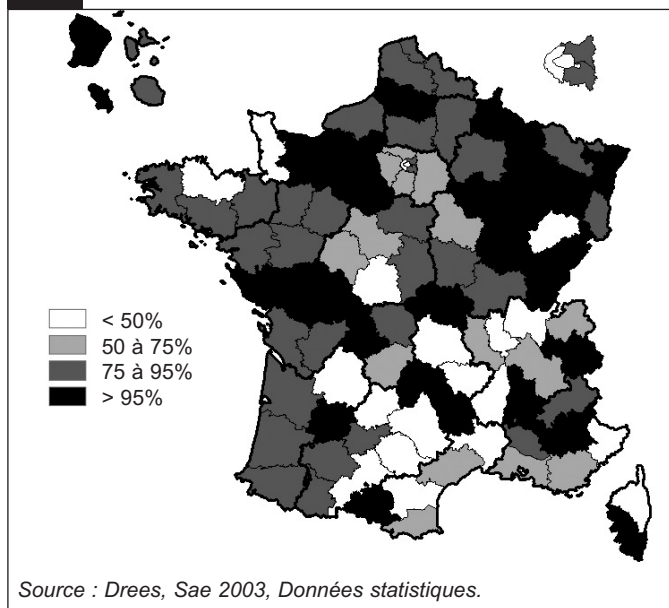 < 50%
50 à 75%
75 à 95%
> 95%
Source : Drees, Sae 2003, Données statistiques.